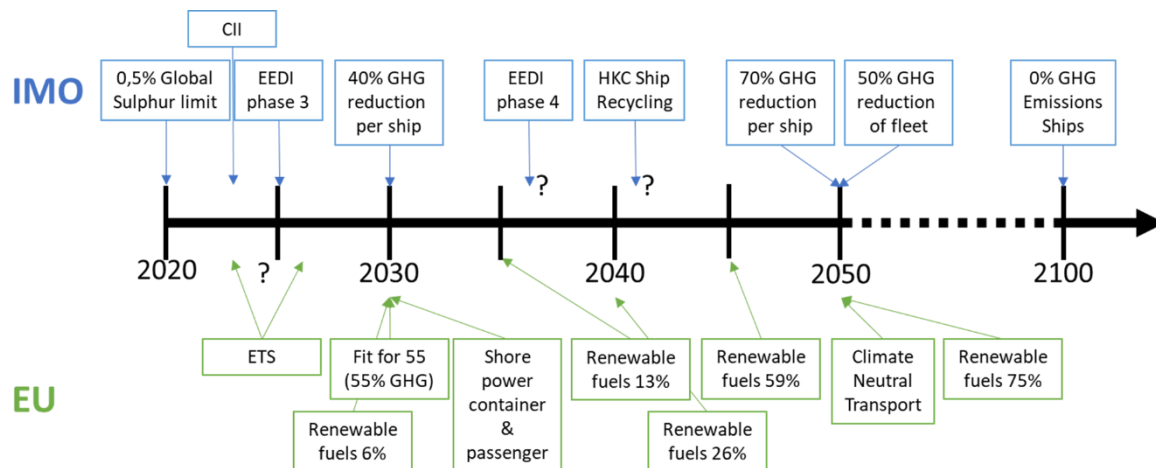 CII
IMO
0,5% Global
Sulphur limit
EEDI
phase 3
40% GHG
reduction
per ship
EEDI
phase 4
HKC Ship
Recycling
70% GHG
reduction
per ship
50% GHG
reduction
of fleet
0% GHG
Emissions
Ships
?
?
2020
?
2030
2040
2050
2100
EU
ETS
Fit for 55
(55% GHG)
Shore
power
container
&
passenger
Renewable
fuels 13%
Renewable
fuels 59%
Climate
Neutral
Transport
Renewable
fuels 75%
Renewable
fuels 6%
Renewable
fuels 26%